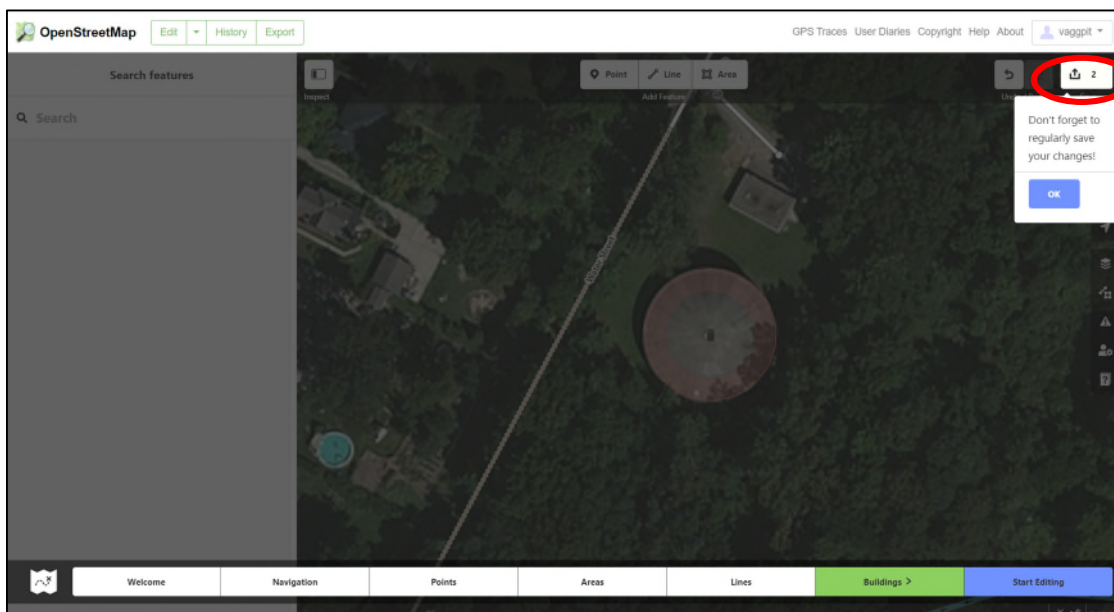 OpenStreetMap Edit History Export GPS Traces User Diaries Copyright Help About vaggpit
Search features
Point Line Area
2
Inspect Add Feature
Search
Don't forget to
regularly save
your changes!
OK
Water Street
Welcome Navigation Points Areas Lines Buildings > Start Editing